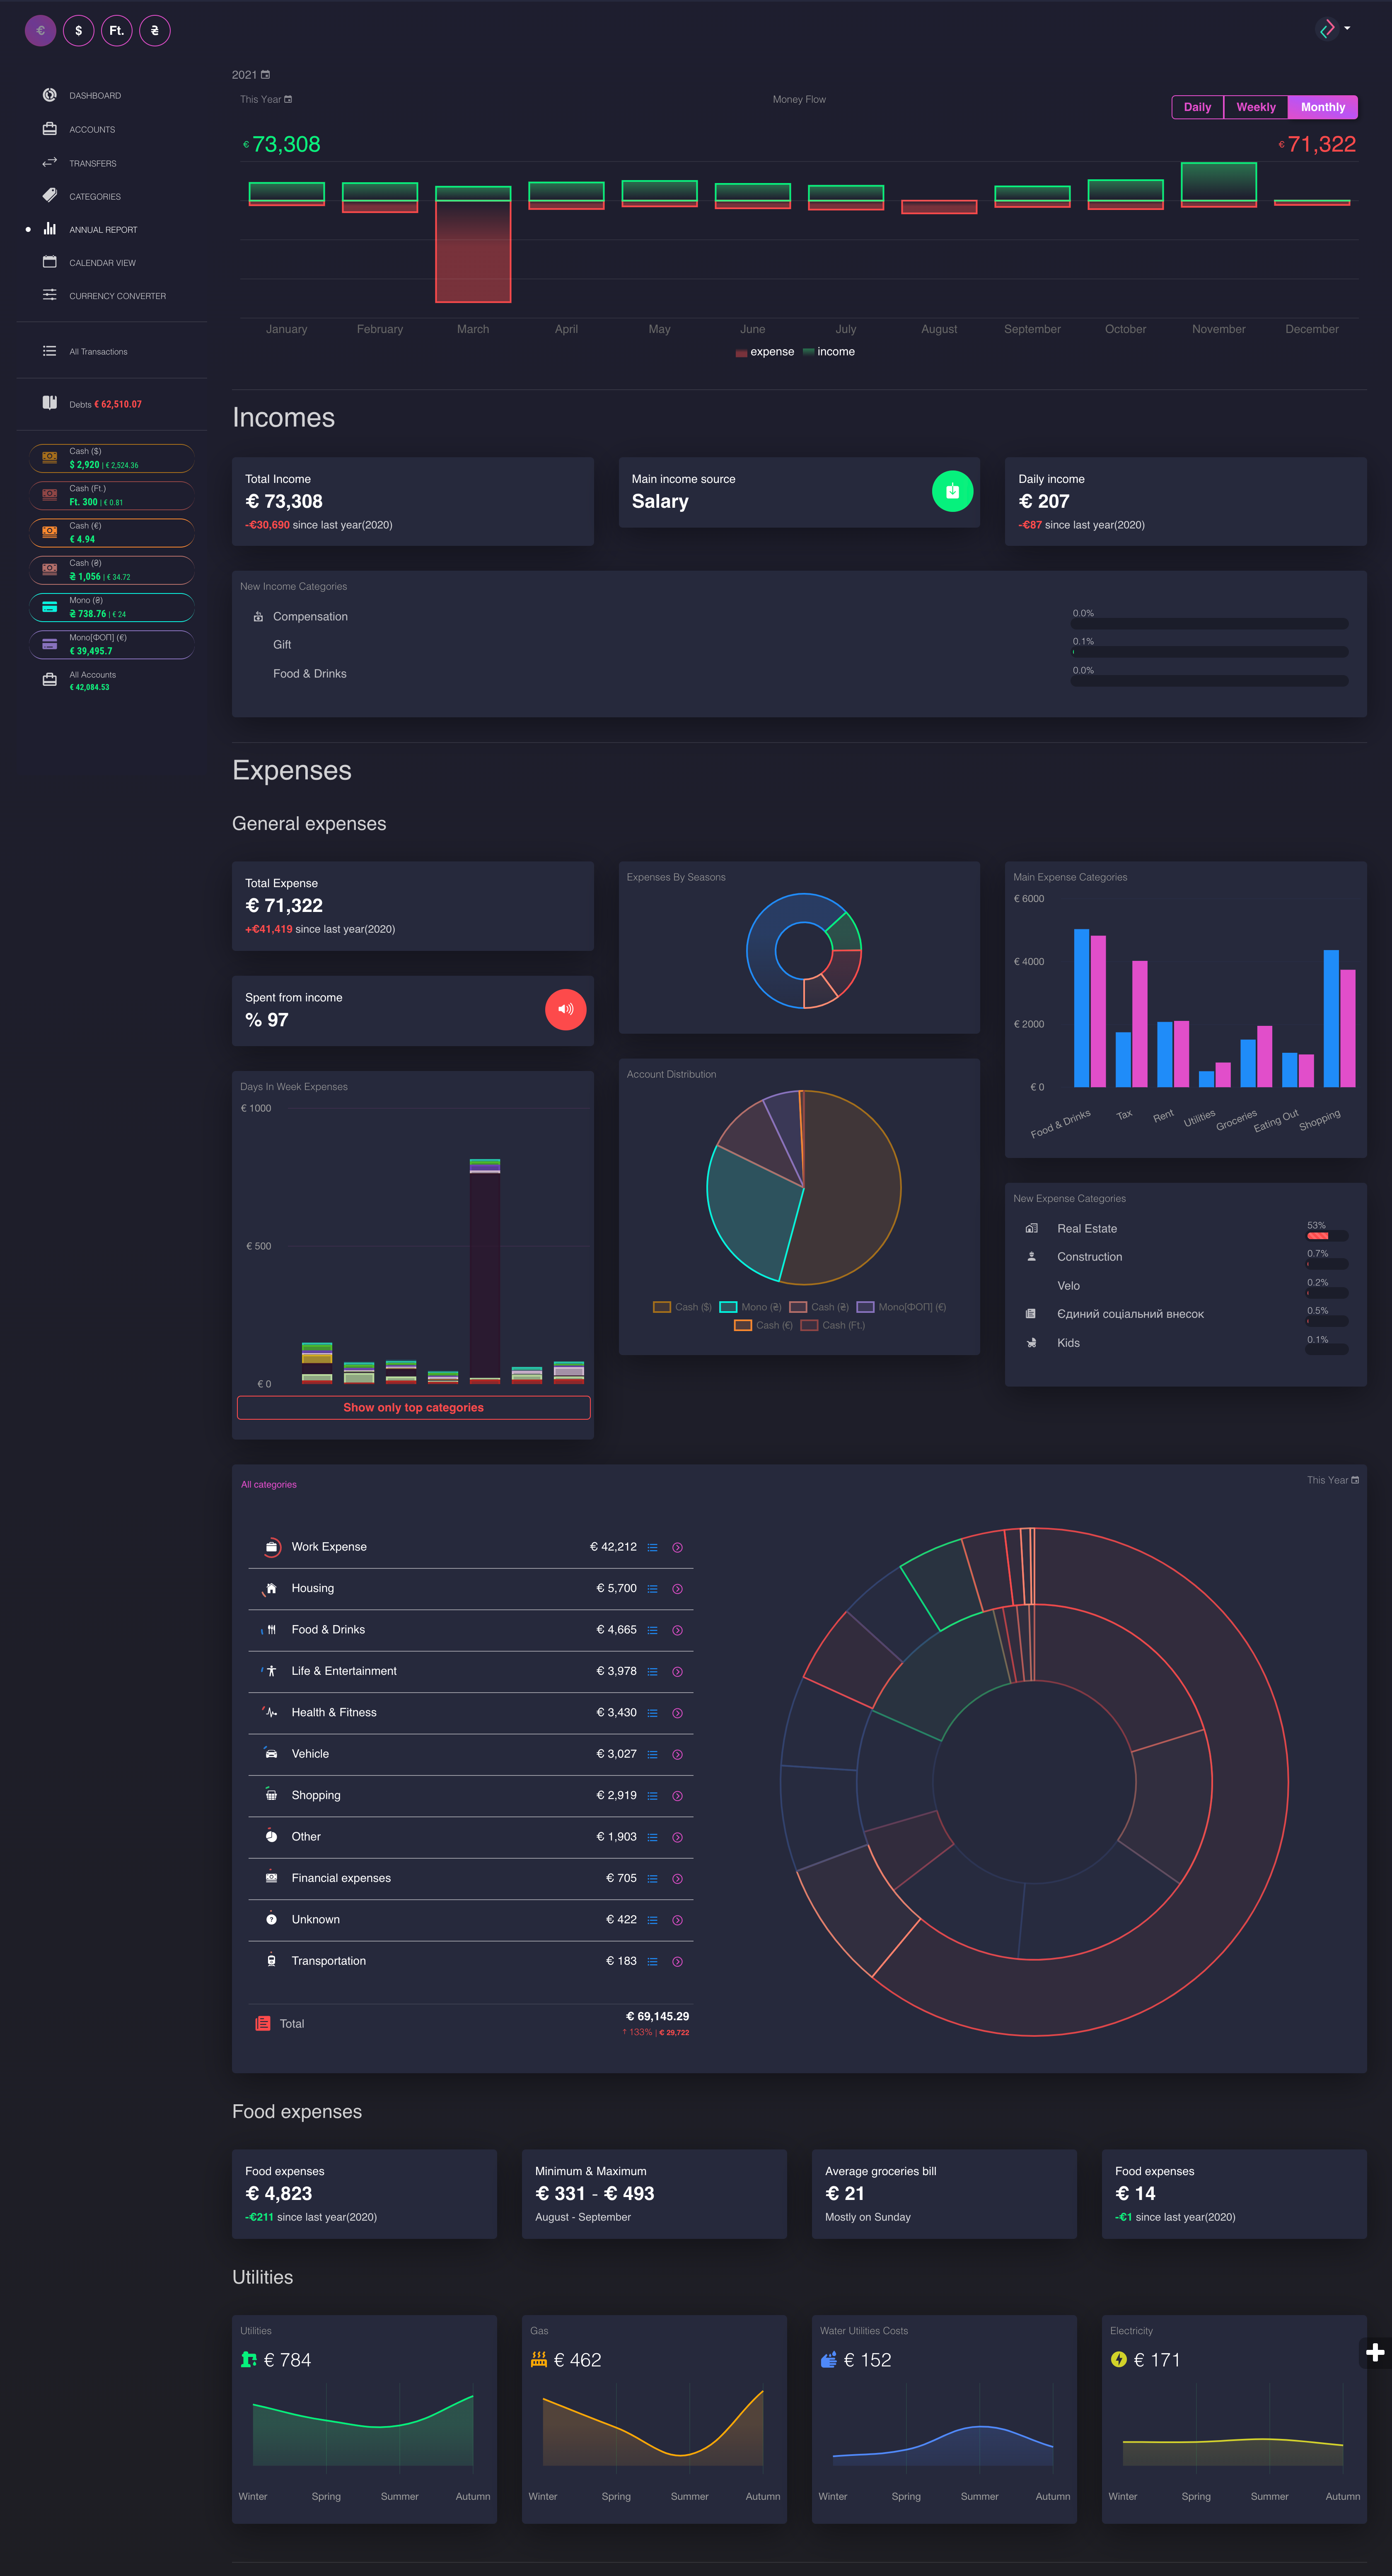 € $ Ft. ₴
DASHBOARD
ACCOUNTS
TRANSFERS
CATEGORIES
ANNUAL REPORT
CALENDAR VIEW
CURRENCY CONVERTER
All Transactions
Debts € 62,510.07
Cash ($)
$ 2,920 | € 2,524.36
Cash (Ft.)
Ft. 300 | € 0.81
Cash (€)
€ 4.94
Cash (₴)
₴ 1,056 | € 34.72
Mono (₴)
₴ 738.76 | € 24
Mono[ФОП] (€)
€ 39,495.7
All Accounts
€ 42,084.53
2021
This Year
Money Flow
Daily Weekly Monthly
€ 73,308
€ 71,322
January February March April May June July August September October November December
expense income
Incomes
Total Income
€ 73,308
-€30,690 since last year(2020)
Main income source
Salary
Daily income
€ 207
-€87 since last year(2020)
New Income Categories
Compensation 0.0%
Gift 0.1%
Food & Drinks 0.0%
Expenses
General expenses
Total Expense
€ 71,322
+€41,419 since last year(2020)
Spent from income
% 97
Days In Week Expenses
€ 1000
€ 500
€ 0
Show only top categories
Expenses By Seasons
Account Distribution
Cash ($) Mono (₴) Cash (₴) Mono[ФОП] (€)
Cash (€) Cash (Ft.)
Main Expense Categories
€ 6000
€ 4000
€ 2000
€ 0
Food & Drinks Tax Rent Utilities Groceries Eating Out Shopping
New Expense Categories
Real Estate 53%
Construction 0.7%
Velo 0.2%
Єдиний соціальний внесок 0.5%
Kids 0.1%
All categories
This Year
Work Expense € 42,212
Housing € 5,700
Food & Drinks € 4,665
Life & Entertainment € 3,978
Health & Fitness € 3,430
Vehicle € 3,027
Shopping € 2,919
Other € 1,903
Financial expenses € 705
Unknown € 422
Transportation € 183
Total € 69,145.29
↑ 133% | € 29,722
Food expenses
Food expenses
€ 4,823
-€211 since last year(2020)
Minimum & Maximum
€ 331 - € 493
August - September
Average groceries bill
€ 21
Mostly on Sunday
Food expenses
€ 14
-€1 since last year(2020)
Utilities
Utilities
€ 784
Winter Spring Summer Autumn
Gas
€ 462
Winter Spring Summer Autumn
Water Utilities Costs
€ 152
Winter Spring Summer Autumn
Electricity
€ 171
Winter Spring Summer Autumn